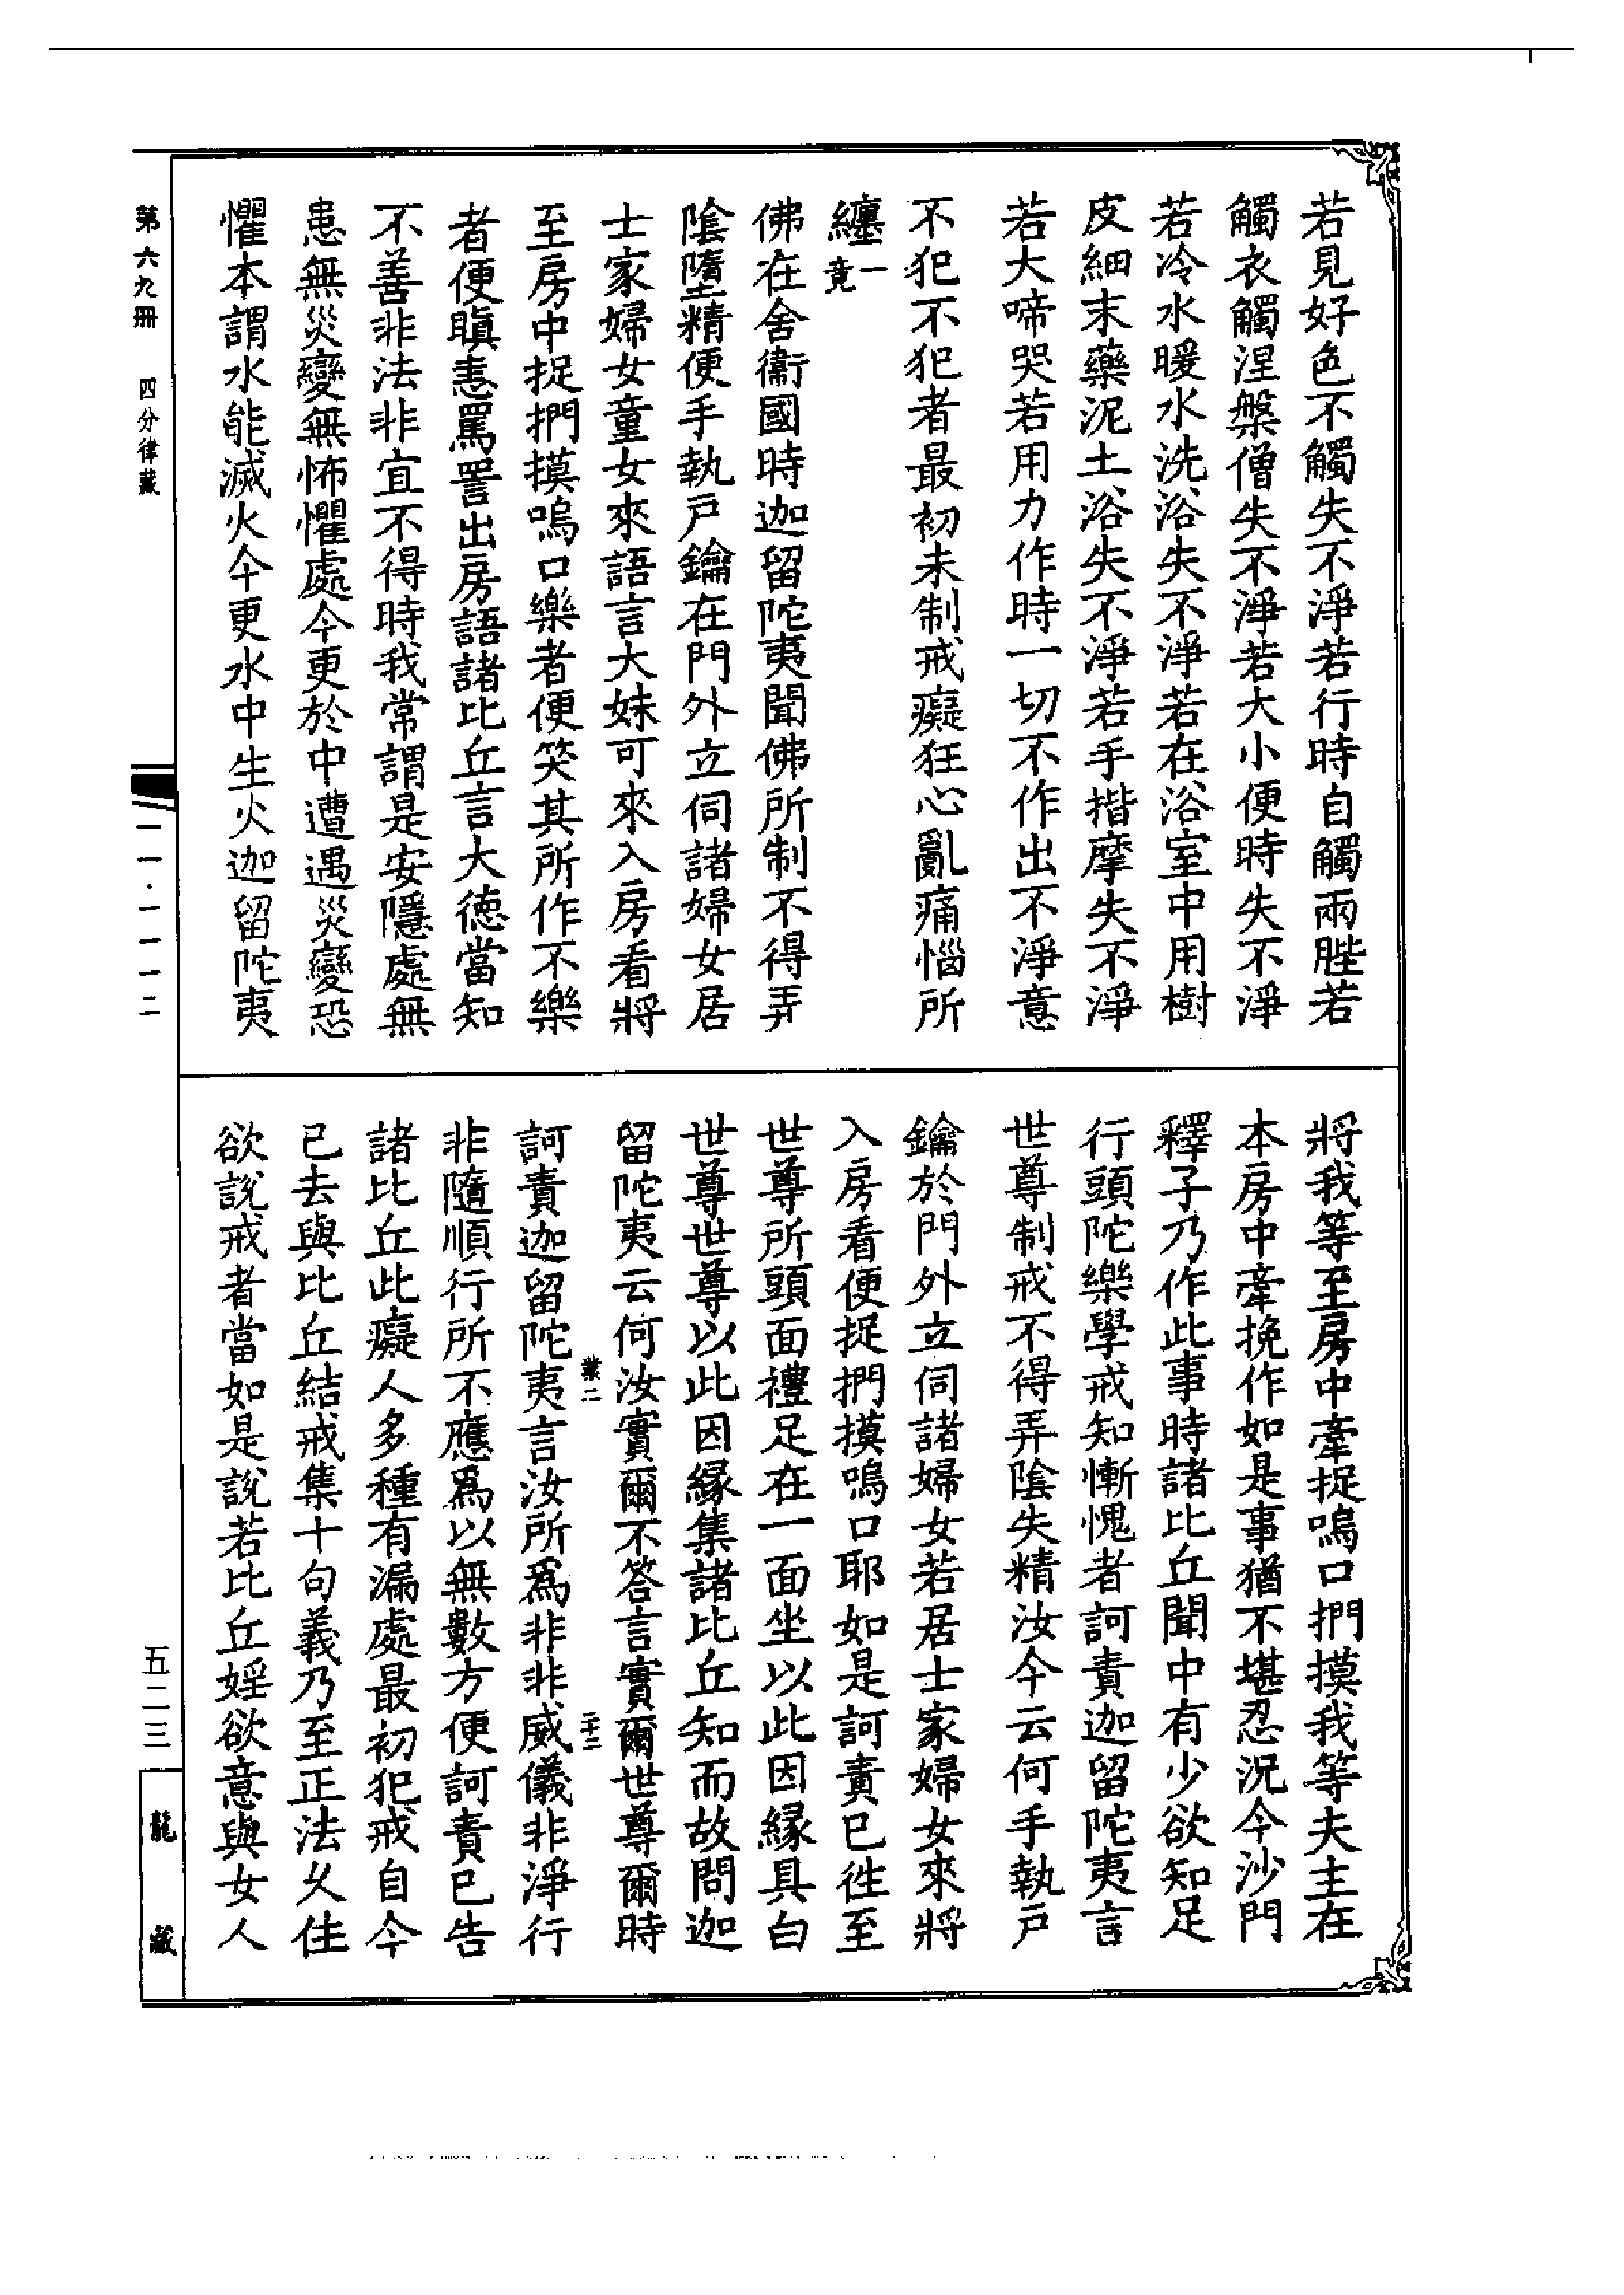 若見好色不觸失不淨若行時自觸兩䏶若
觸衣觸涅槃僧失不淨若大小便時失不淨
若冷水暖水洗浴失不淨若在浴室中用樹
皮細末藥泥土浴失不淨若手揩摩失不淨
若大啼哭若用力作時一切不作出不淨意
不犯不犯者最初未制戒癡狂心亂痛惱所
纏一竟
佛在舍衞國時迦留陀夷聞佛所制不得弄
陰墮精便手執戶鑰在門外立伺諸婦女居
士家婦女童女來語言大妹可來入房看將
至房中捉捫摸嗚口樂者便笑其所作不樂
者便瞋恚罵詈出房語諸比丘言大德當知
不善非法非宜不得時我常謂是安隱處無
患無災變無怖懼處今更於中遭遇災變恐
懼本謂水能滅火今更水中生火迦留陀夷
將我等至房中牽捉嗚口捫摸我等夫主在
本房中牽挽作如是事猶不堪忍況今沙門
釋子乃作此事時諸比丘聞中有少欲知足
行頭陀樂學戒知慚愧者訶責迦留陀夷言
世尊制戒不得弄陰失精汝今云何手執戶
鑰於門外立伺諸婦女若居士家婦女來將
入房看便捉捫摸嗚口耶如是訶責已往至
世尊所頭面禮足在一面坐以此因緣具白
世尊世尊以此因緣集諸比丘知而故問迦
留陀夷云何汝實爾不答言實爾世尊爾時
業二 二十三
訶責迦留陀夷言汝所爲非非威儀非淨行
非隨順行所不應爲以無數方便訶責已告
諸比丘此癡人多種有漏處最初犯戒自今
已去與比丘結戒集十句義乃至正法久住
欲說戒者當如是說若比丘婬欲意與女人
第六九冊 四分律藏
一一·一一一二
五二三
龍藏